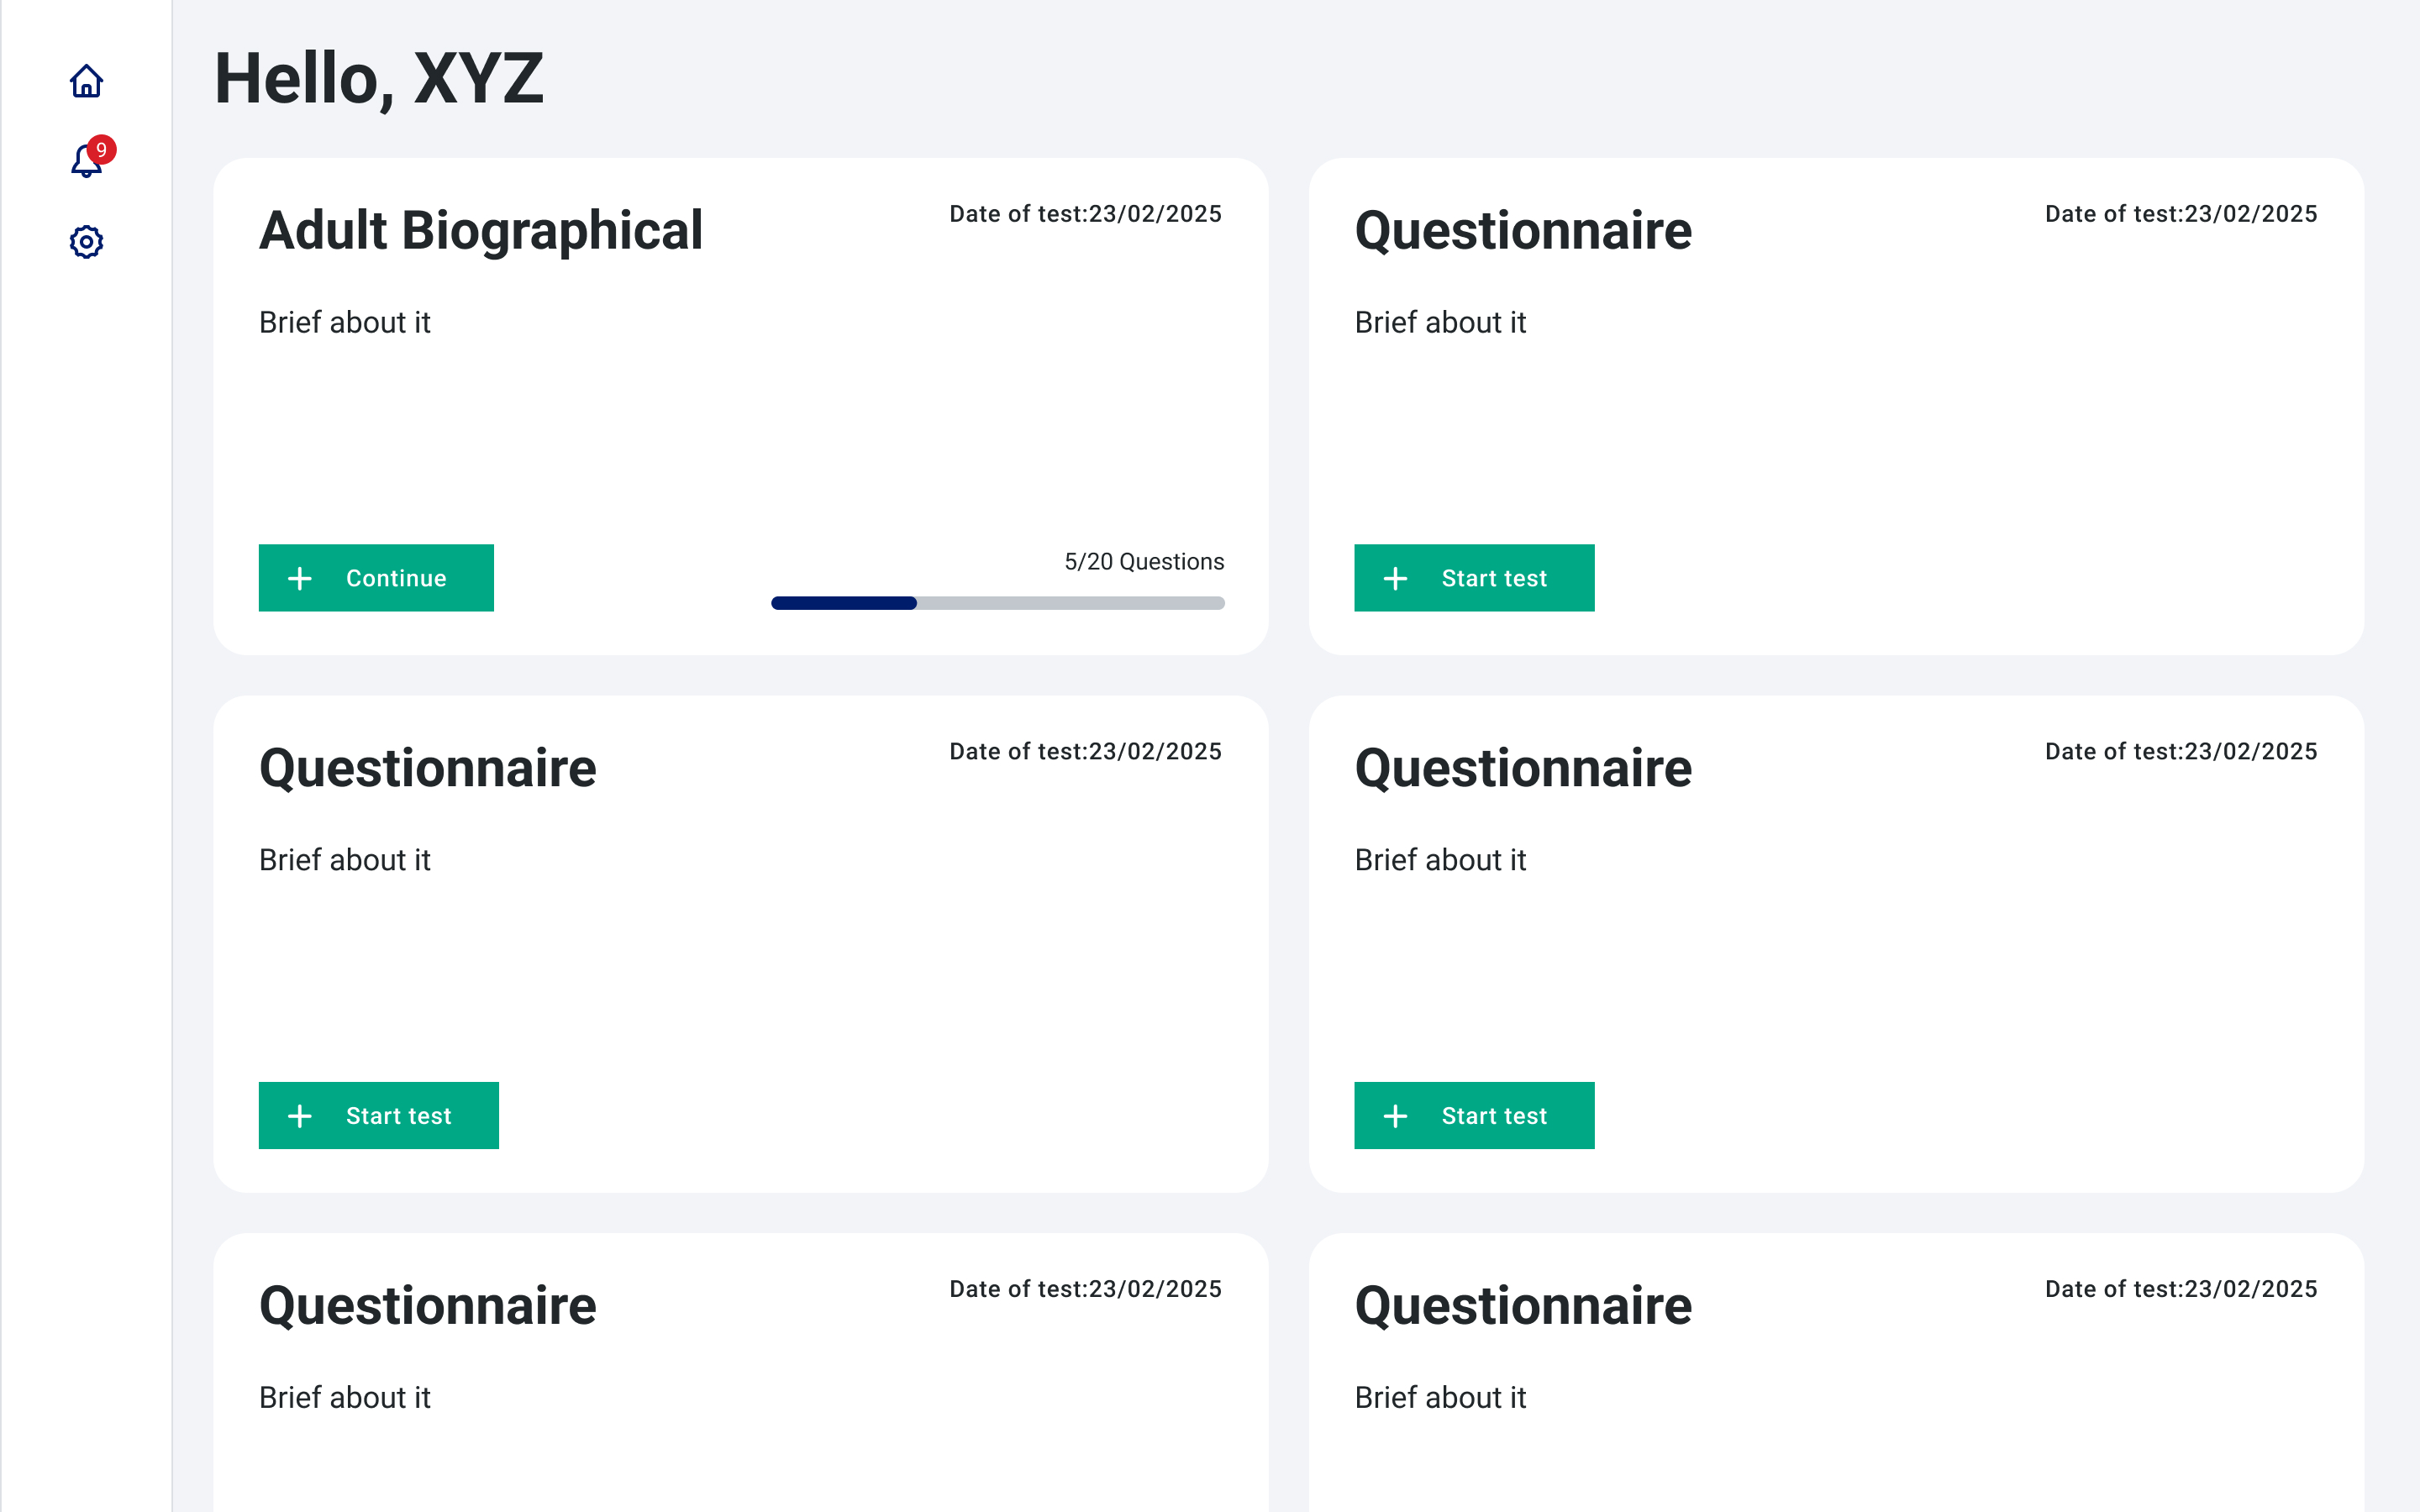 Hello, XYZ
9
Adult Biographical
Date of test:23/02/2025
Brief about it
Continue
5/20 Questions
Questionnaire
Date of test:23/02/2025
Brief about it
Start test
Questionnaire
Date of test:23/02/2025
Brief about it
Start test
Questionnaire
Date of test:23/02/2025
Brief about it
Start test
Questionnaire
Date of test:23/02/2025
Brief about it
Questionnaire
Date of test:23/02/2025
Brief about it